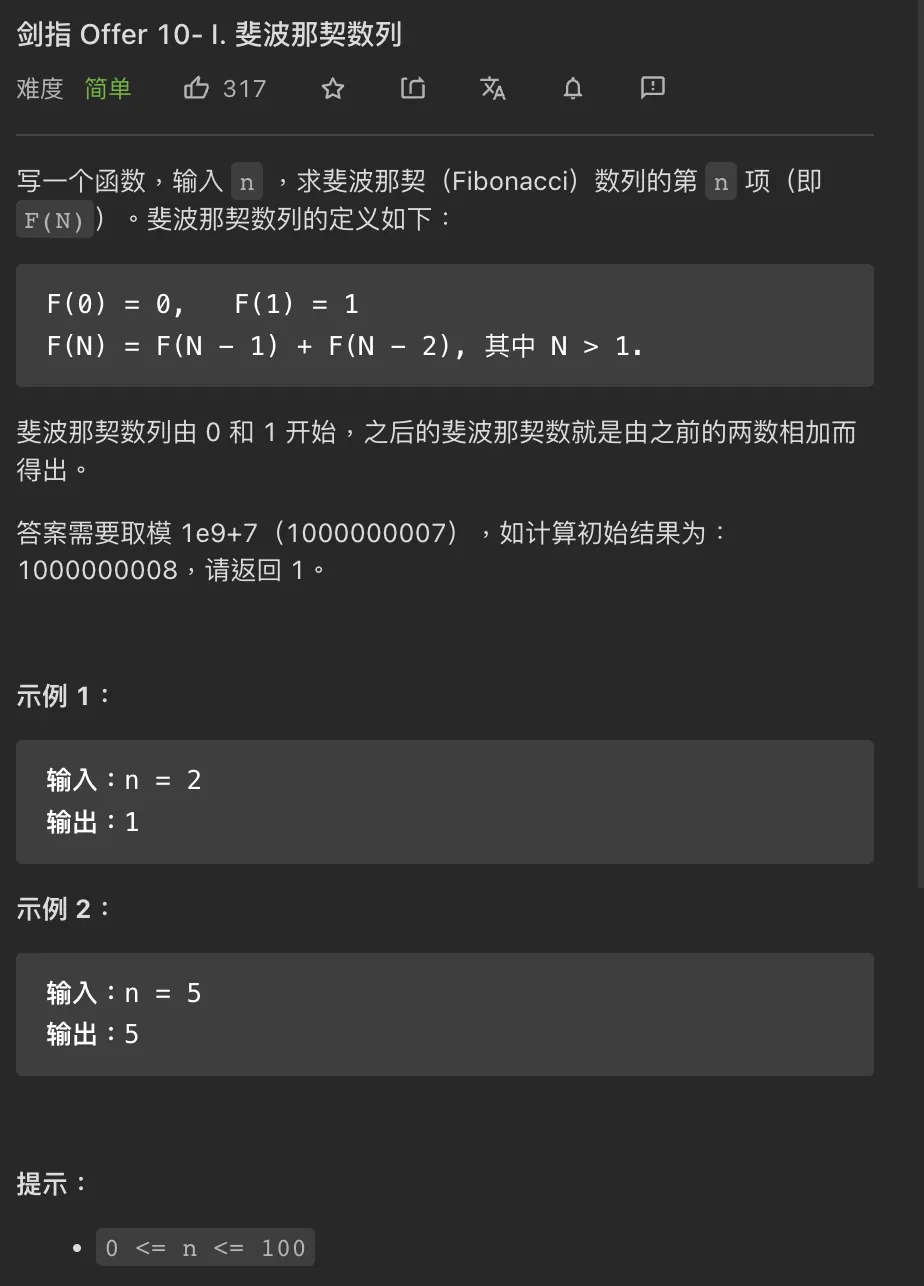 剑指 Offer 10- I. 斐波那契数列
难度 简单 317
写一个函数，输入 n ，求斐波那契（Fibonacci）数列的第 n 项（即
F(N)）。斐波那契数列的定义如下：
F(0) = 0,   F(1) = 1
F(N) = F(N - 1) + F(N - 2), 其中 N > 1.
斐波那契数列由 0 和 1 开始，之后的斐波那契数就是由之前的两数相加而
得出。
答案需要取模 1e9+7（1000000007），如计算初始结果为：
1000000008，请返回 1。
示例 1：
输入：n = 2
输出：1
示例 2：
输入：n = 5
输出：5
提示：
• 0 <= n <= 100